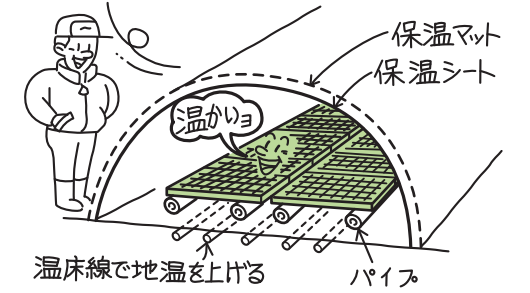 保温マット
保温シート
温かいョ
温床線で地温を上げる
パイプ